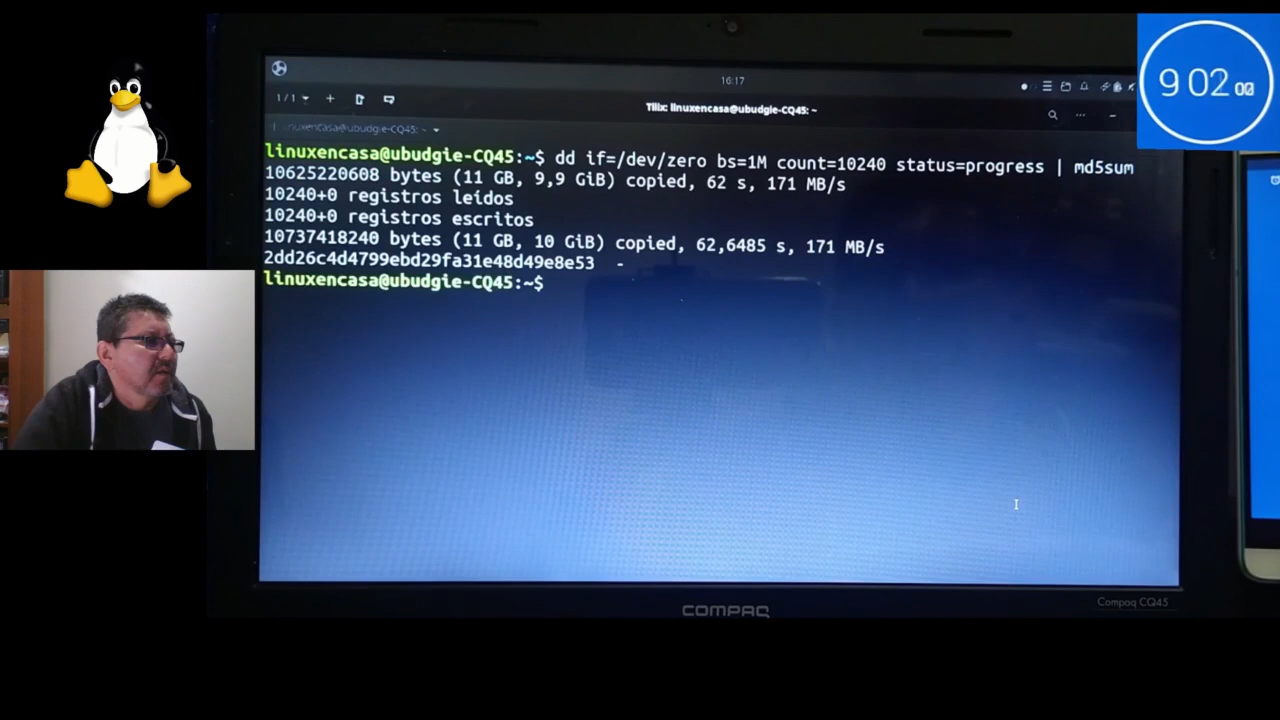 16:17
1/1
Tilix: linuxencasa@ubudgie-CQ45: ~
linuxencasa@ubudgie-CQ45: ~
linuxencasa@ubudgie-CQ45:~$ dd if=/dev/zero bs=1M count=10240 status=progress | md5sum
10625220608 bytes (11 GB, 9,9 GiB) copied, 62 s, 171 MB/s
10240+0 registros leídos
10240+0 registros escritos
10737418240 bytes (11 GB, 10 GiB) copied, 62,6485 s, 171 MB/s
2dd26c4d4799ebd29fa31e48d49e8e53  -
linuxencasa@ubudgie-CQ45:~$
9 02 00
COMPAQ
Compaq CQ45